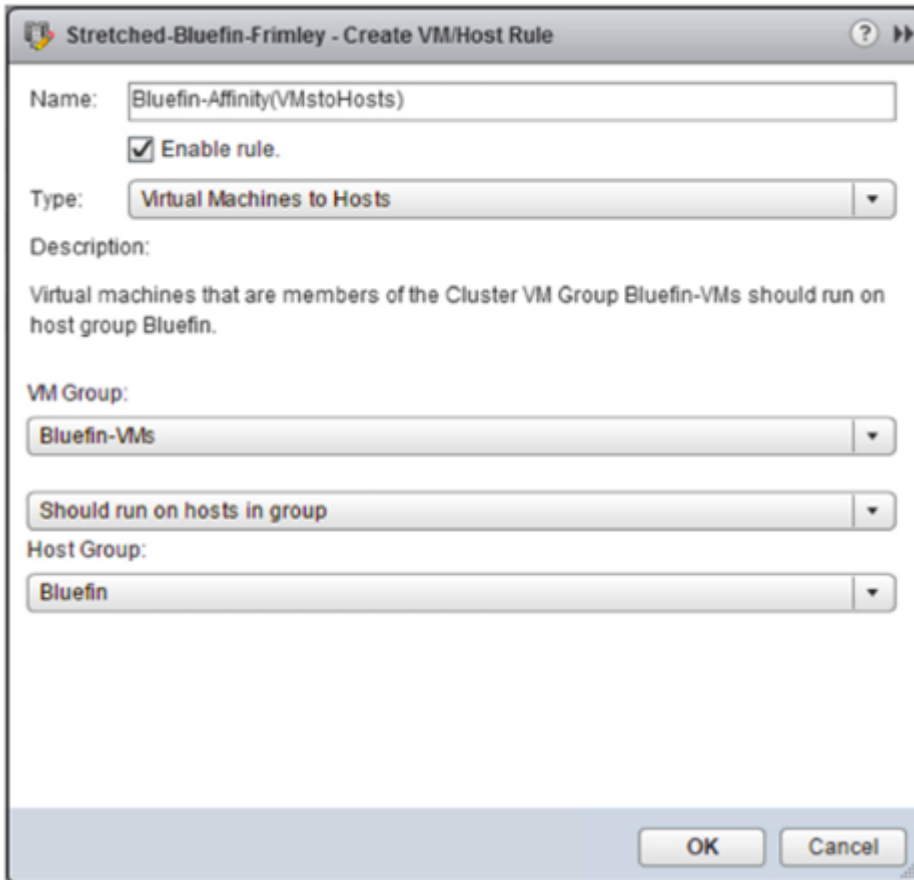 Stretched-Bluefin-Frimley - Create VM/Host Rule
?
Name: Bluefin-Affinity(VMstoHosts)
Enable rule.
Type: Virtual Machines to Hosts
Description:
Virtual machines that are members of the Cluster VM Group Bluefin-VMs should run on
host group Bluefin.
VM Group:
Bluefin-VMs
Should run on hosts in group
Host Group:
Bluefin
OK Cancel